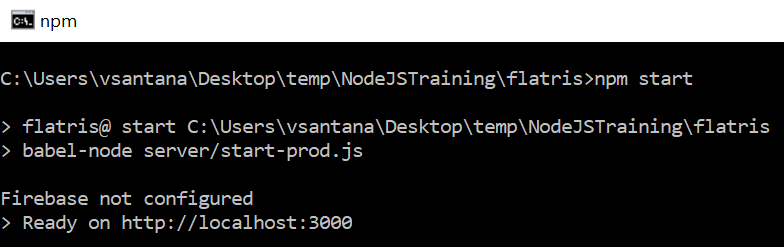 npm
C:\Users\vsantana\Desktop\temp\NodeJSTraining\flatris>npm start
> flatris@ start C:\Users\vsantana\Desktop\temp\NodeJSTraining\flatris
> babel-node server/start-prod.js
Firebase not configured
> Ready on http://localhost:3000